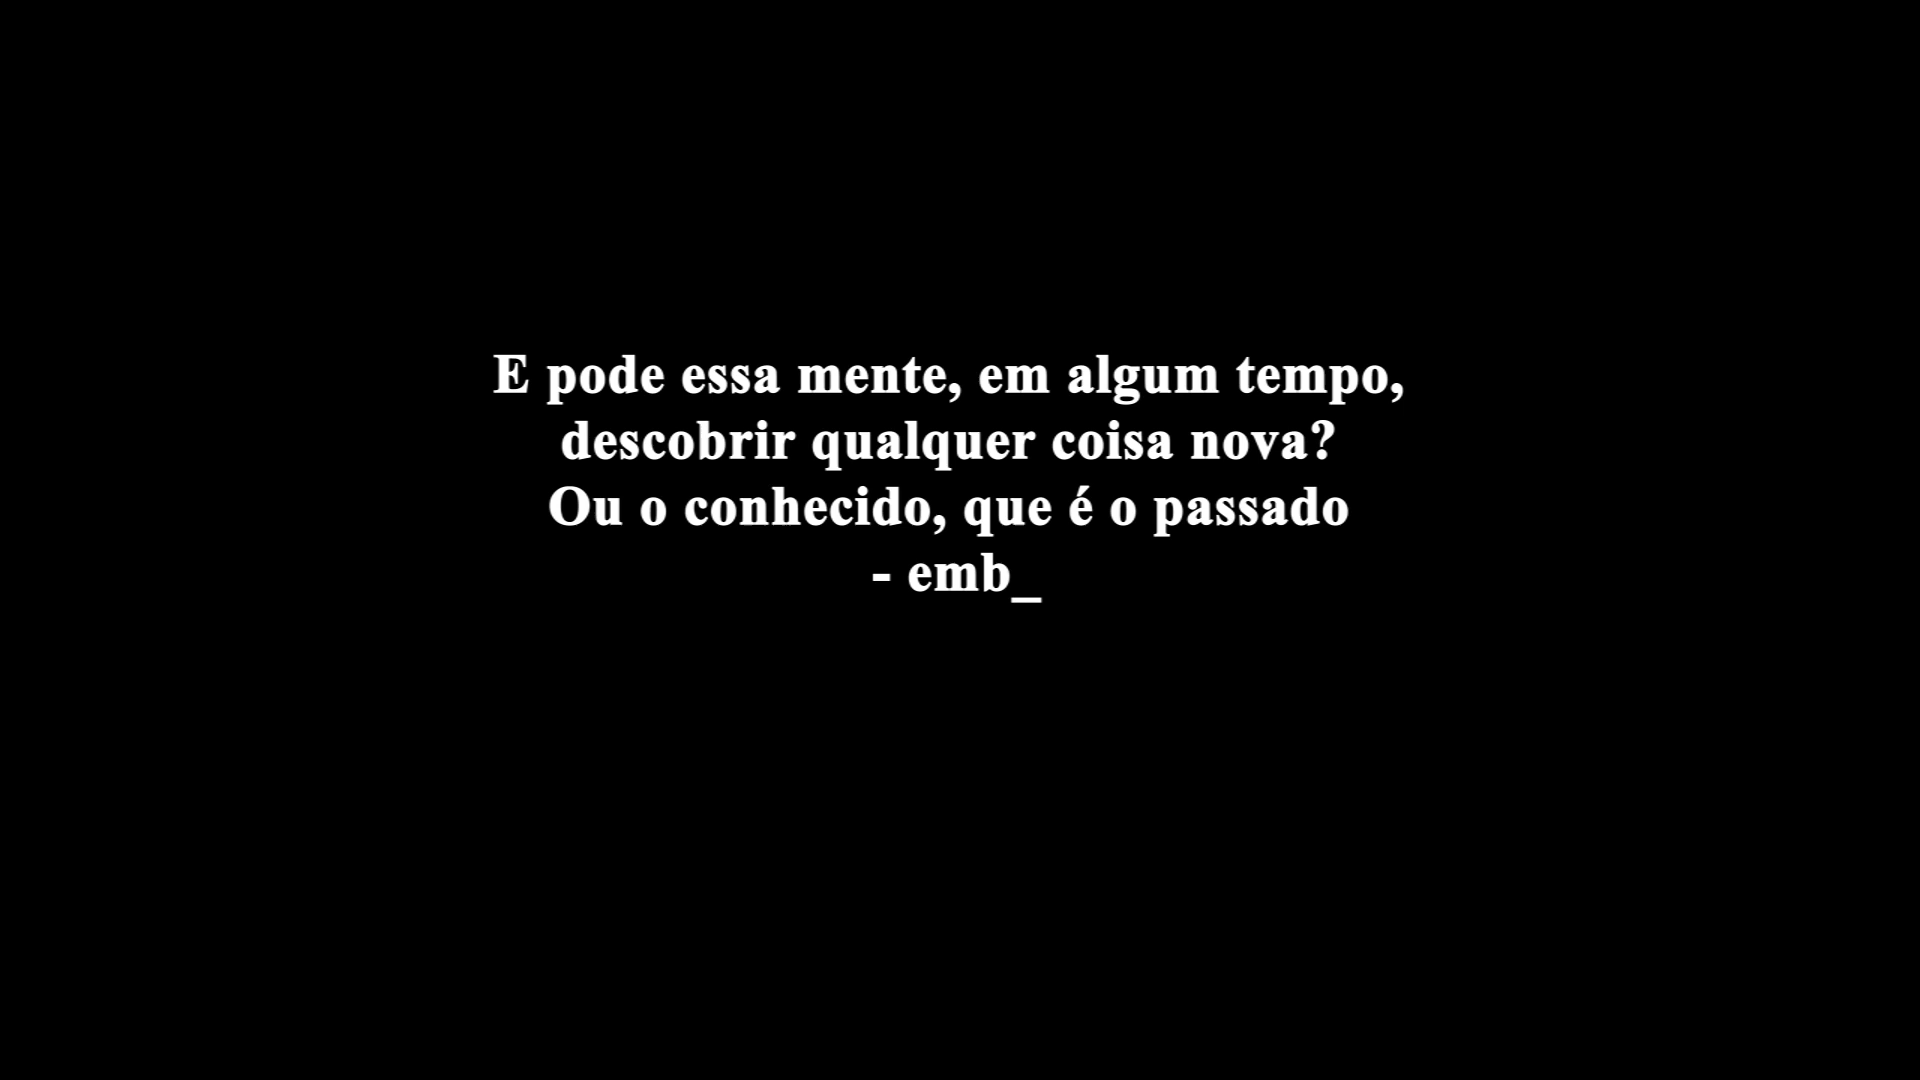 E pode essa mente, em algum tempo,
descobrir qualquer coisa nova?
Ou o conhecido, que é o passado
- emb_